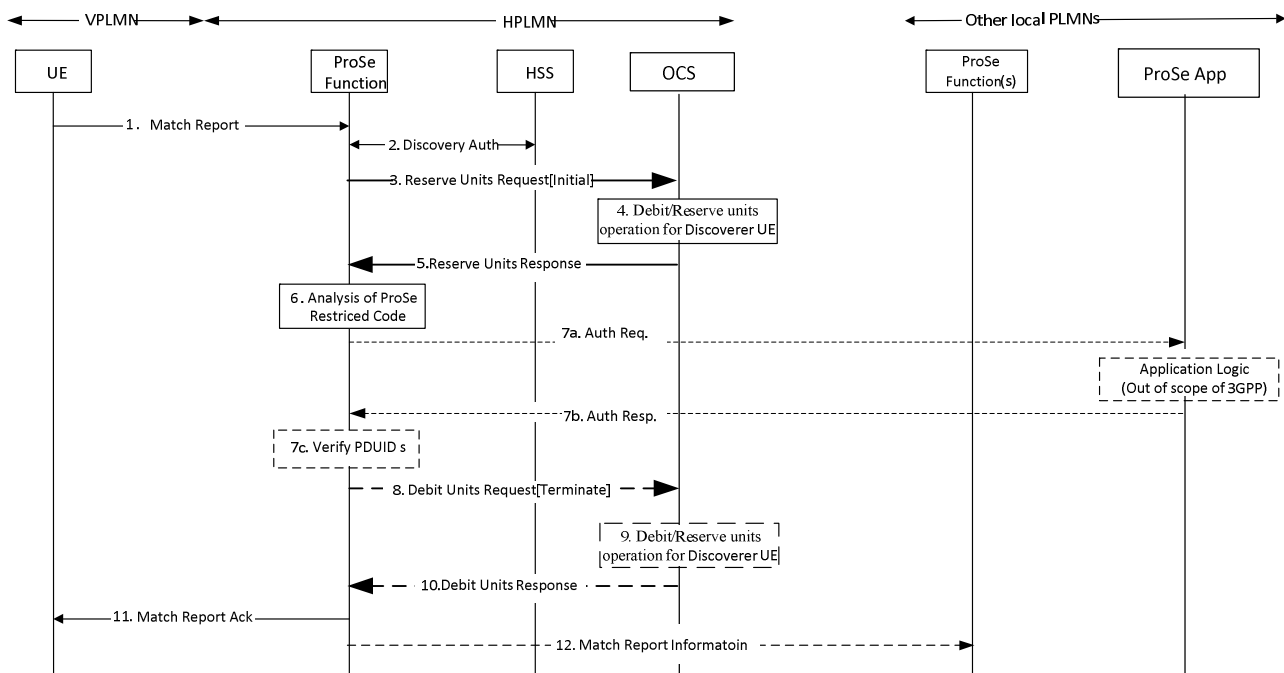 VPLMN
HPLMN
Other local PLMNs
UE
ProSe
Function
HSS
OCS
ProSe
Function(s)
ProSe App
1. Match Report
2. Discovery Auth
3. Reserve Units Request[Initial]
4. Debit/Reserve units
operation for Discoverer UE
5.Reserve Units Response
6. Analysis of ProSe
Restriced Code
7a. Auth Req.
Application Logic
(Out of scope of 3GPP)
7b. Auth Resp.
7c. Verify PDUID s
8. Debit Units Request[Terminate]
9. Debit/Reserve units
operation for Discoverer UE
10.Debit Units Response
11. Match Report Ack
12. Match Report Informatoin